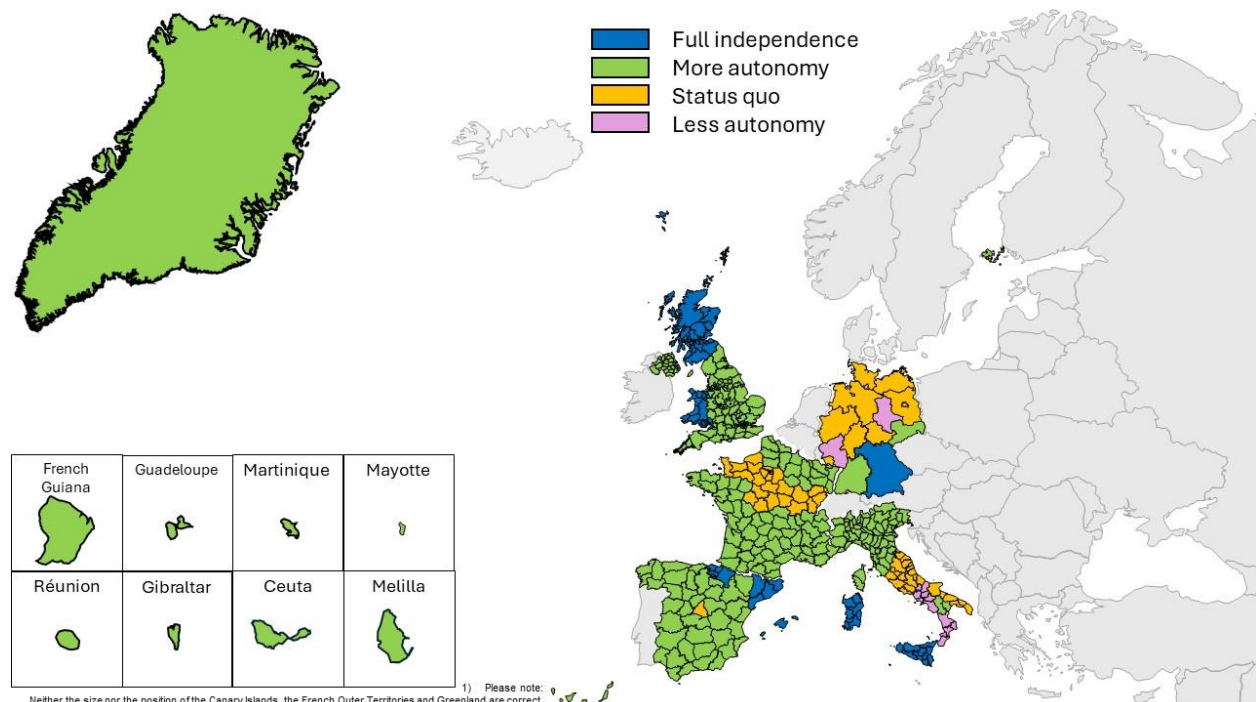 Full independence
More autonomy
Status quo
Less autonomy
French
Guiana
Guadeloupe
Martinique
Mayotte
Réunion
Gibraltar
Ceuta
Melilla
1) Please note:
Neither the size nor the position of the Canary Islands, the French Outer Territories and Greenland are correct